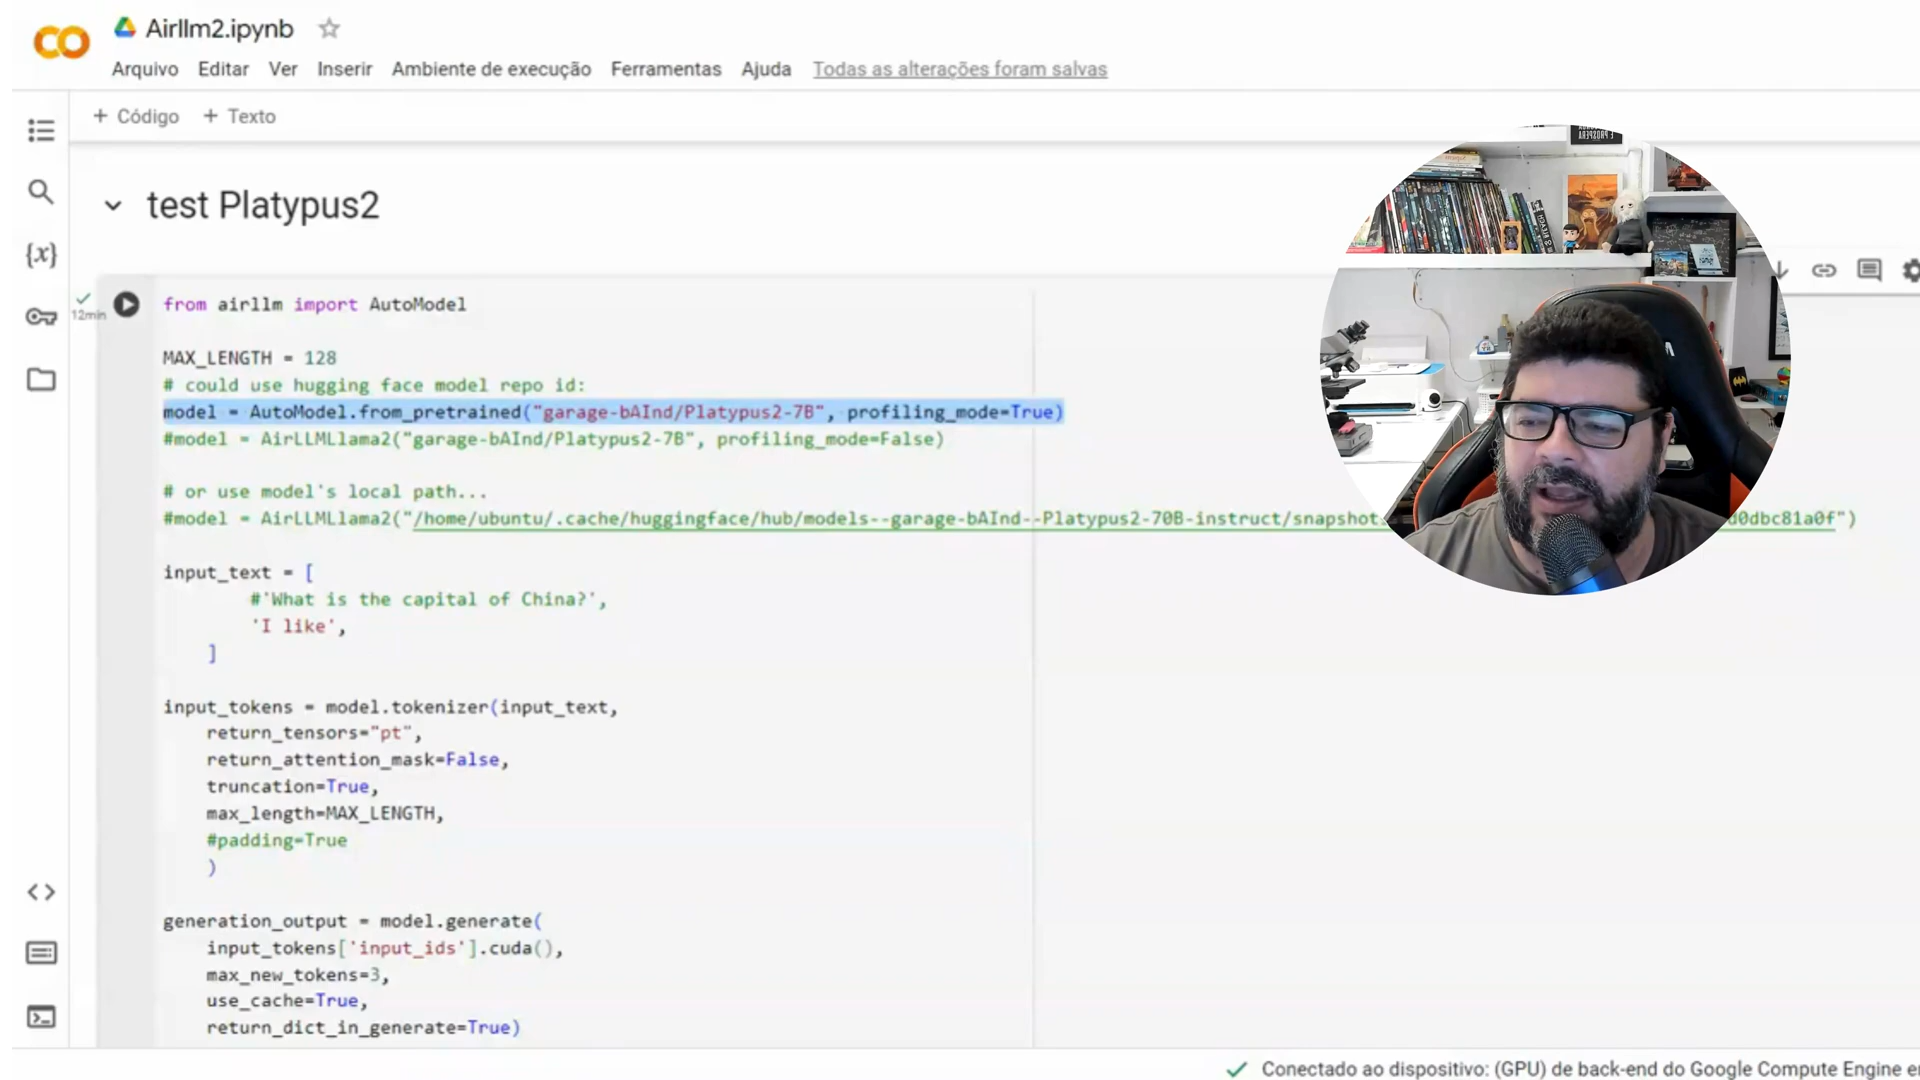 Airllm2.ipynb
Arquivo Editar Ver Inserir Ambiente de execução Ferramentas Ajuda Todas as alterações foram salvas
+ Código + Texto
test Platypus2
12min
from airllm import AutoModel
MAX_LENGTH = 128
# could use hugging face model repo id:
model = AutoModel.from_pretrained("garage-bAInd/Platypus2-7B", profiling_mode=True)
#model = AirLLMLlama2("garage-bAInd/Platypus2-7B", profiling_mode=False)
# or use model's local path...
#model = AirLLMLlama2("/home/ubuntu/.cache/huggingface/hub/models--garage-bAInd--Platypus2-70B-instruct/snapshot d0dbc81a0f")
input_text = [
#'What is the capital of China?',
'I like',
]
input_tokens = model.tokenizer(input_text,
return_tensors="pt",
return_attention_mask=False,
truncation=True,
max_length=MAX_LENGTH,
#padding=True
)
generation_output = model.generate(
input_tokens['input_ids'].cuda(),
max_new_tokens=3,
use_cache=True,
return_dict_in_generate=True)
Conectado ao dispositivo: (GPU) de back-end do Google Compute Engine e